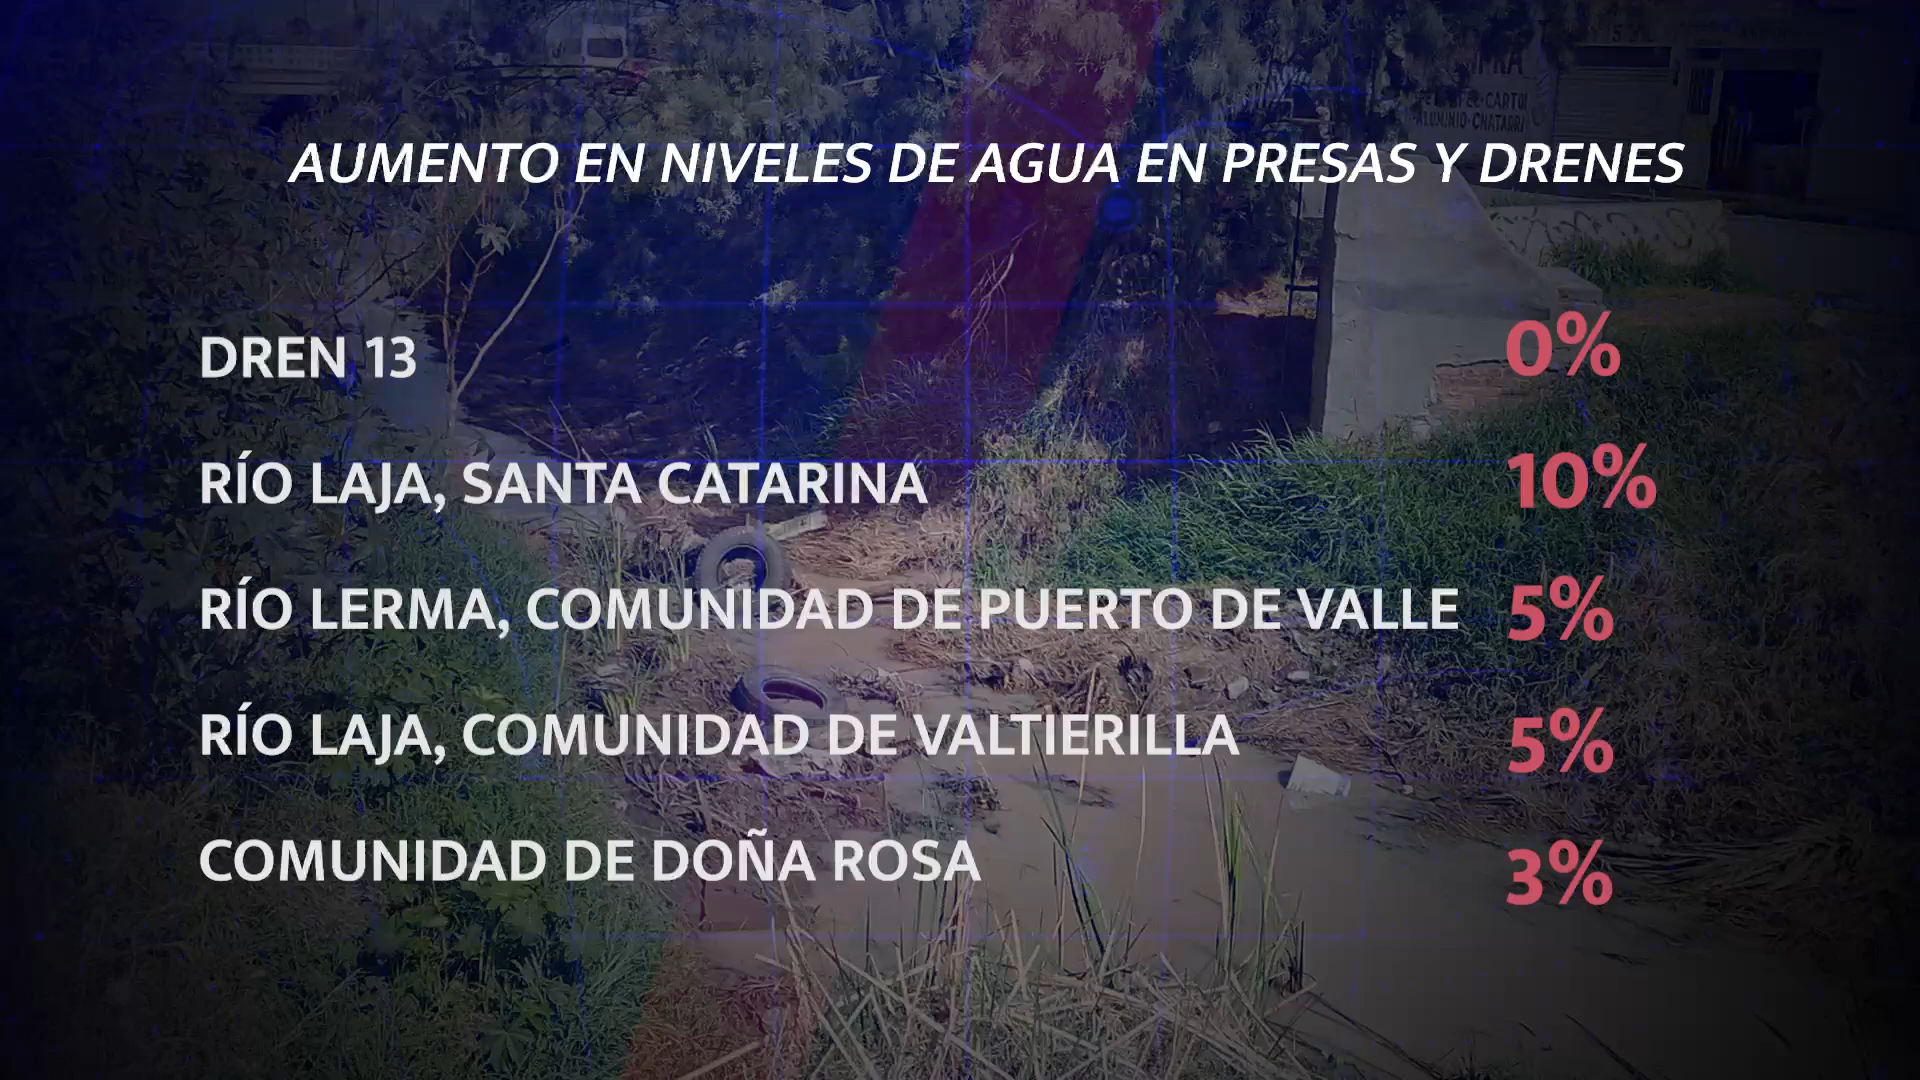 AUMENTO EN NIVELES DE AGUA EN PRESAS Y DRENES
DREN 13 0%
RÍO LAJA, SANTA CATARINA 10%
RÍO LERMA, COMUNIDAD DE PUERTO DE VALLE 5%
RÍO LAJA, COMUNIDAD DE VALTIERILLA 5%
COMUNIDAD DE DOÑA ROSA 3%